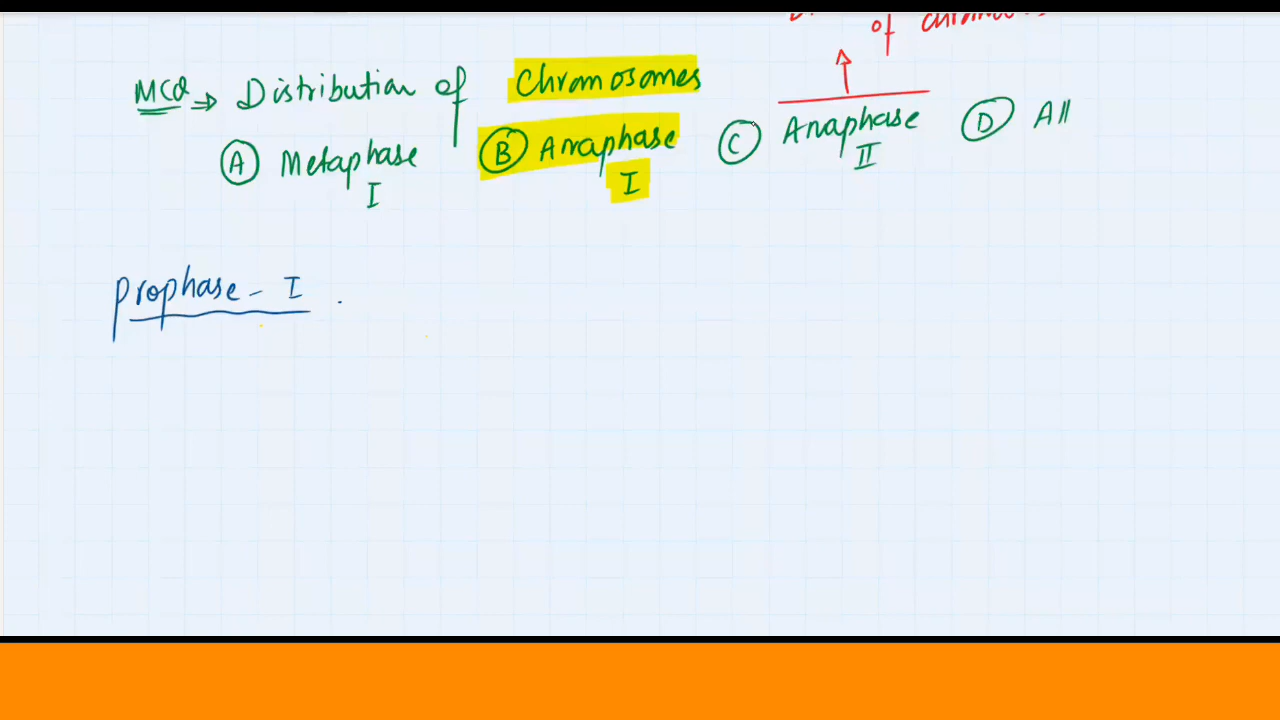 of
MCQ ⇒ Distribution of Chromosomes
(A) Metaphase I (B) Anaphase I (C) Anaphase II (D) All
Prophase - I .